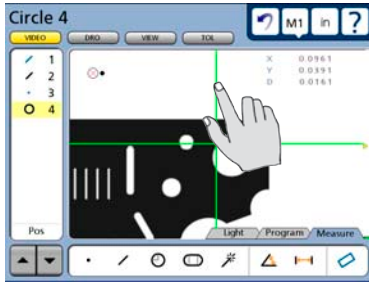 Circle 4
M1 in ?
VIDEO DRO VIEW TOL
1
2
3
4
X 0.0961
Y 0.0391
D 0.0161
Pos
Light Program Measure